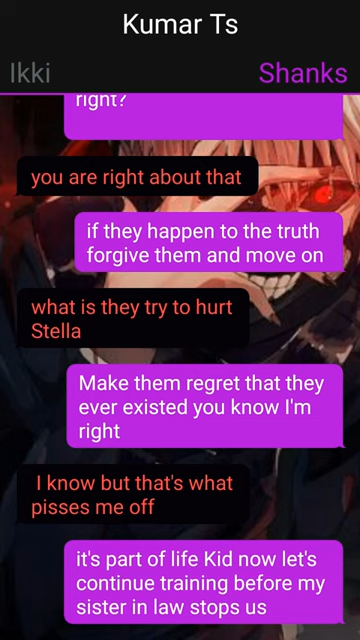 Kumar Ts
Ikki
Shanks
right?
you are right about that
if they happen to the truth
forgive them and move on
what is they try to hurt
Stella
Make them regret that they
ever existed you know I'm
right
I know but that's what
pisses me off
it's part of life Kid now let's
continue training before my
sister in law stops us